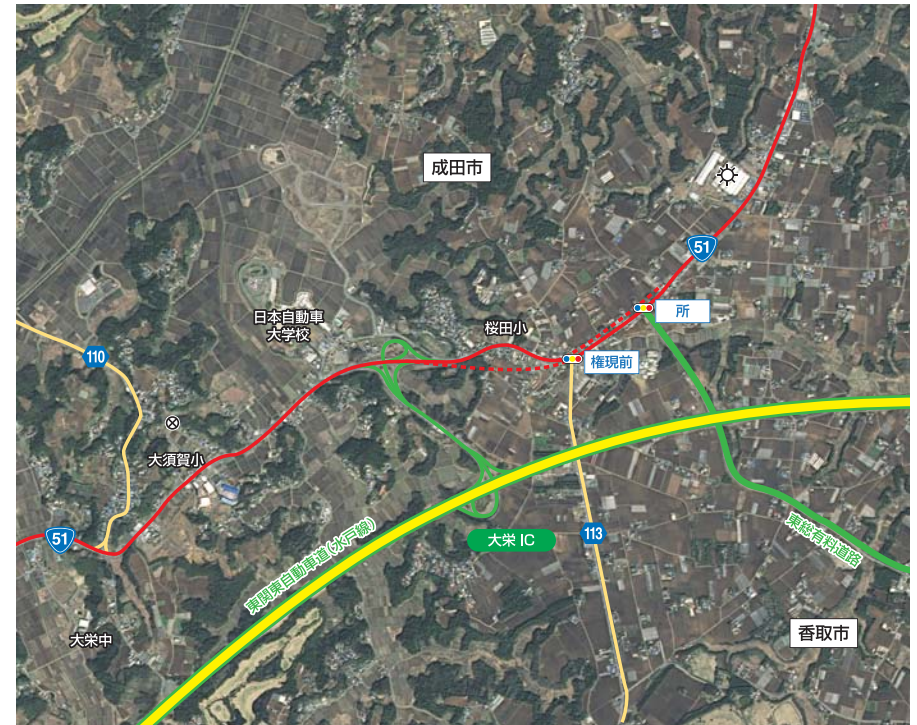 成田市
51
所
日本自動車
大学校
桜田小
権現前
110
大須賀小
51
大栄 IC
113
東関東自動車道(水戸線)
東総有料道路
香取市
大栄中